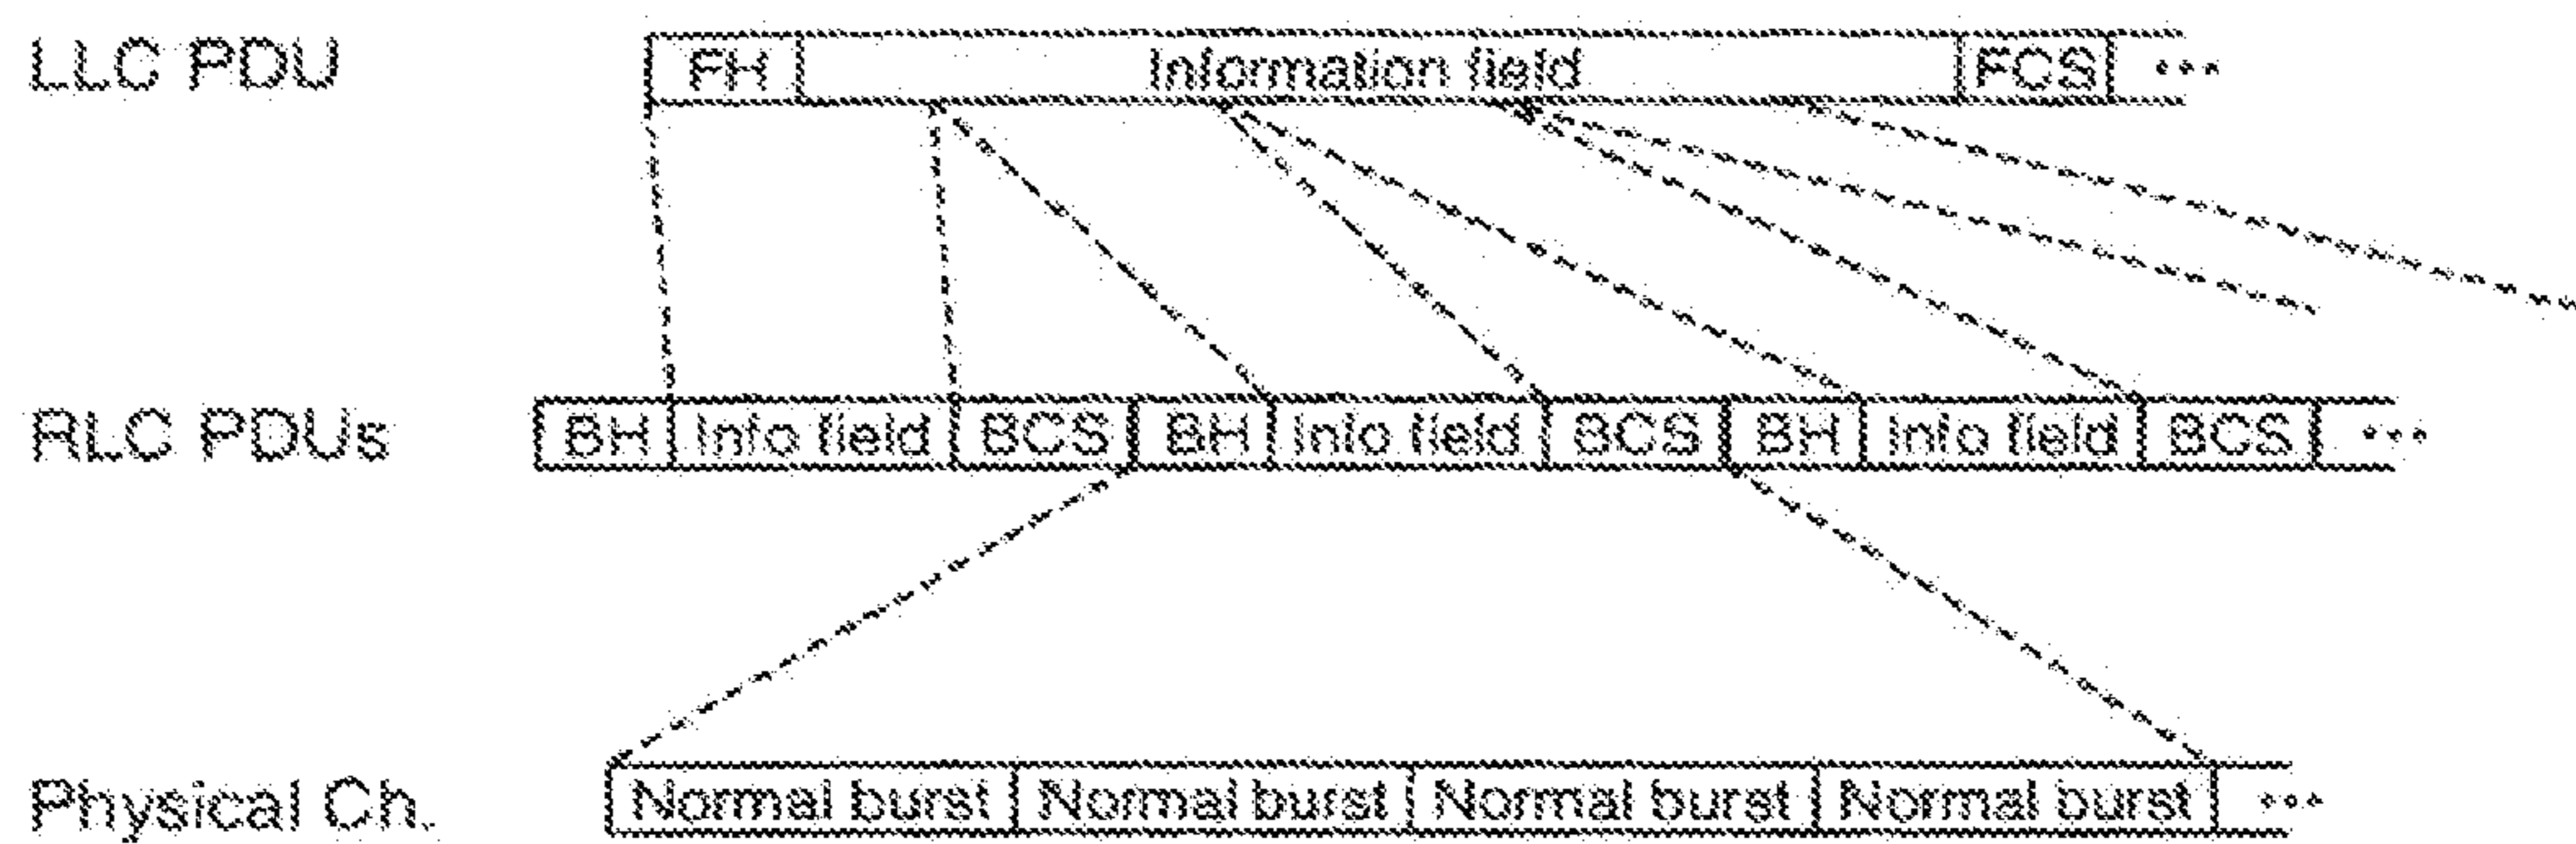 LLC PDU FH Information field FCS ...
RLC PDUs BH Info field BCS BH Info field BCS BH Info field BCS ...
Physical Ch. Normal burst Normal burst Normal burst Normal burst ...